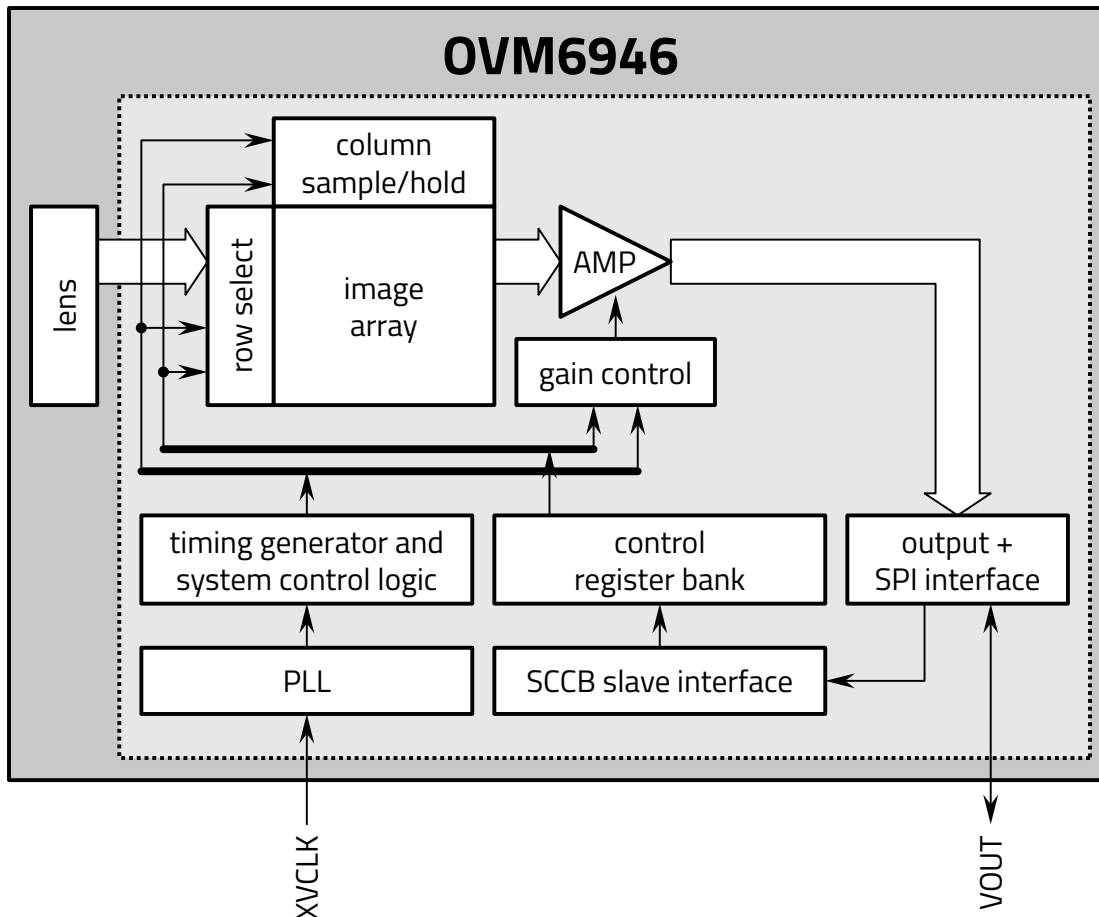 OVM6946
column
sample/hold
lens
row select
image
array
AMP
gain control
timing generator and
system control logic
control
register bank
output +
SPI interface
PLL
SCCB slave interface
XVCLK
VOUT